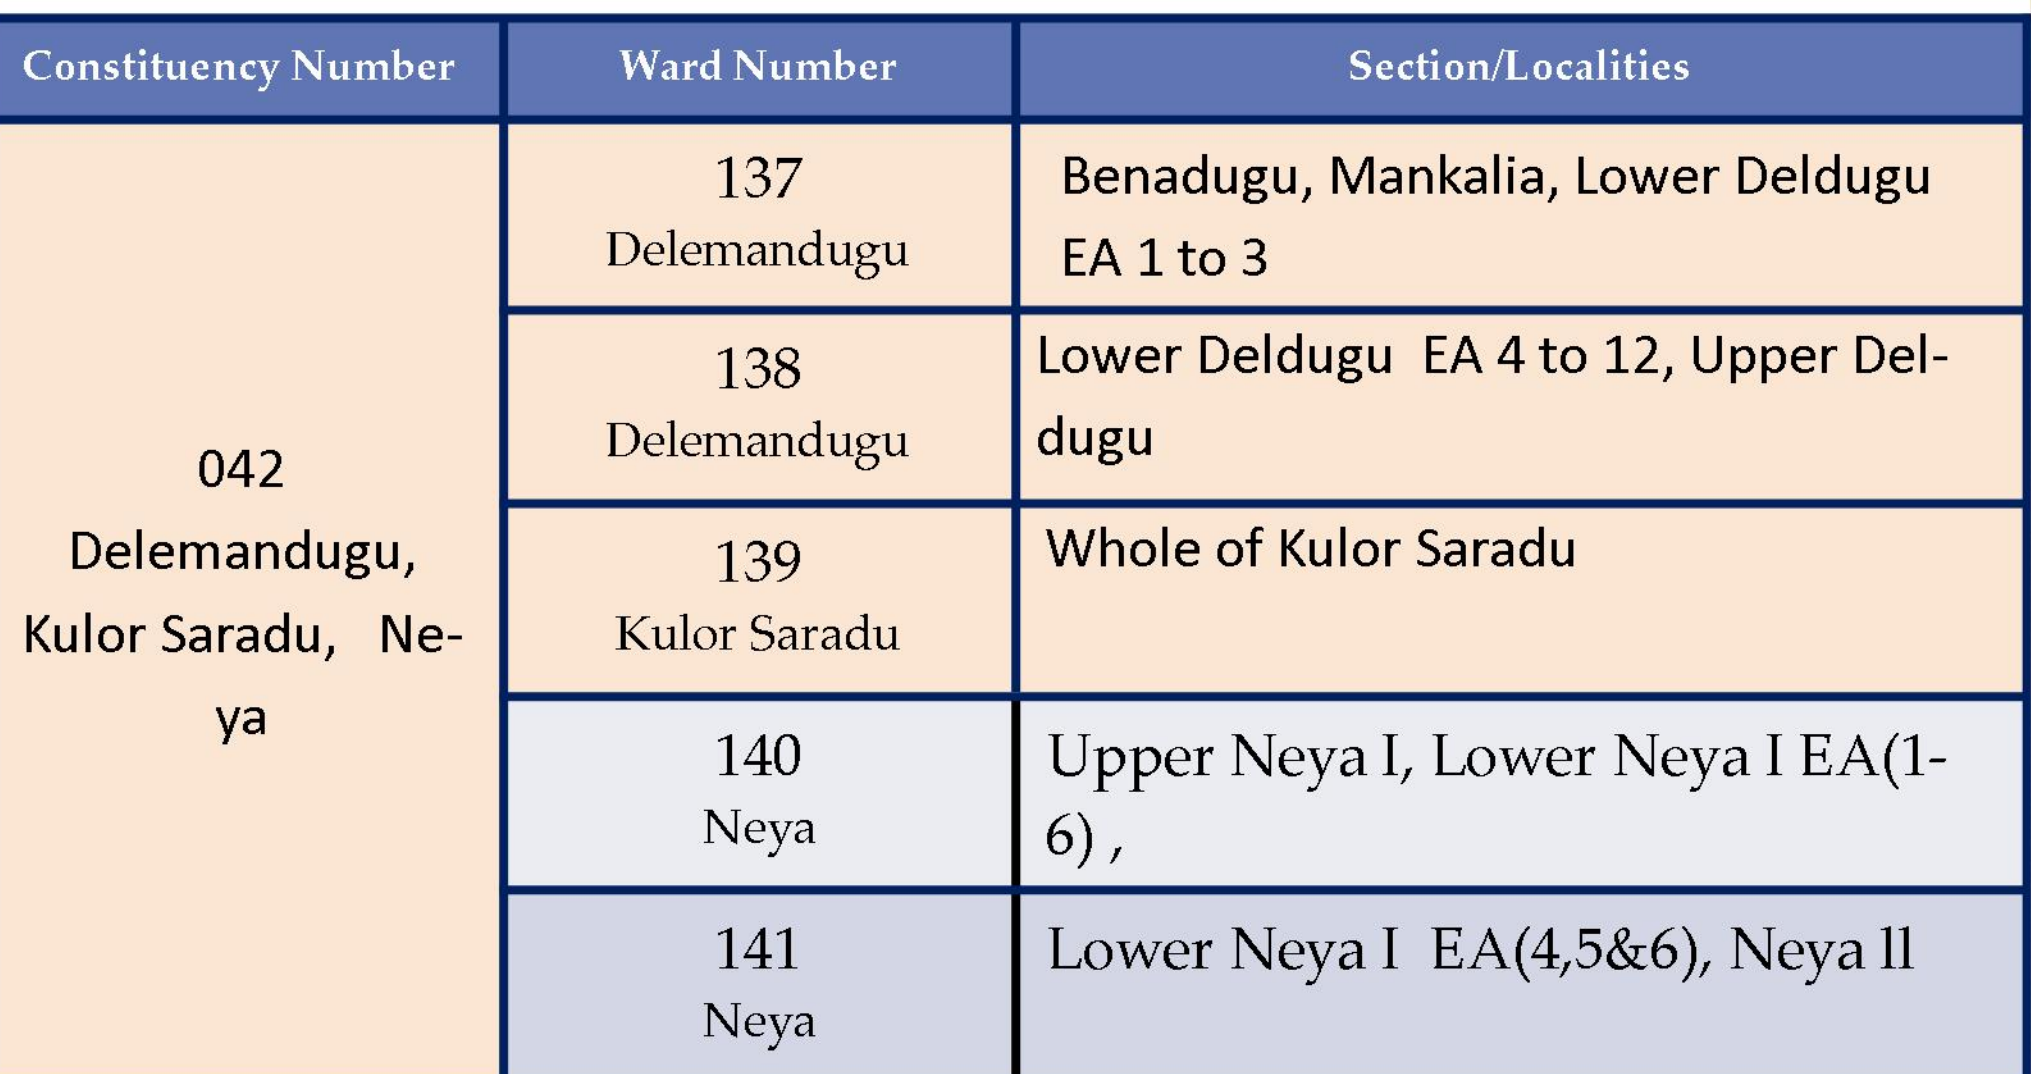 Constituency Number
Ward Number
Section/Localities
042
Delemandugu,
Kulor Saradu, Ne-
ya
137
Delemandugu
Benadugu, Mankalia, Lower Deldugu
EA 1 to 3
138
Delemandugu
Lower Deldugu EA 4 to 12, Upper Del-
dugu
139
Kulor Saradu
Whole of Kulor Saradu
140
Neya
Upper Neya I, Lower Neya I EA(1-
6) ,
141
Neya
Lower Neya I EA(4,5&6), Neya ll